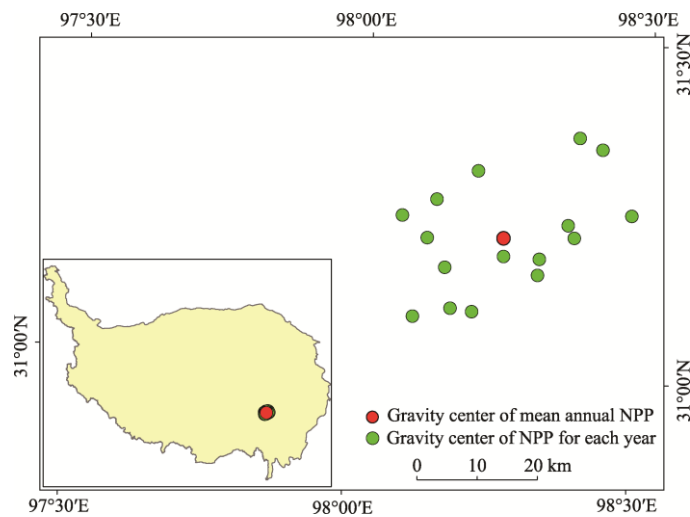 97°30′E 98°00′E 98°30′E
31°30′N
31°00′N
31°00′N
Gravity center of mean annual NPP
Gravity center of NPP for each year
0 10 20 km
97°30′E 98°00′E 98°30′E